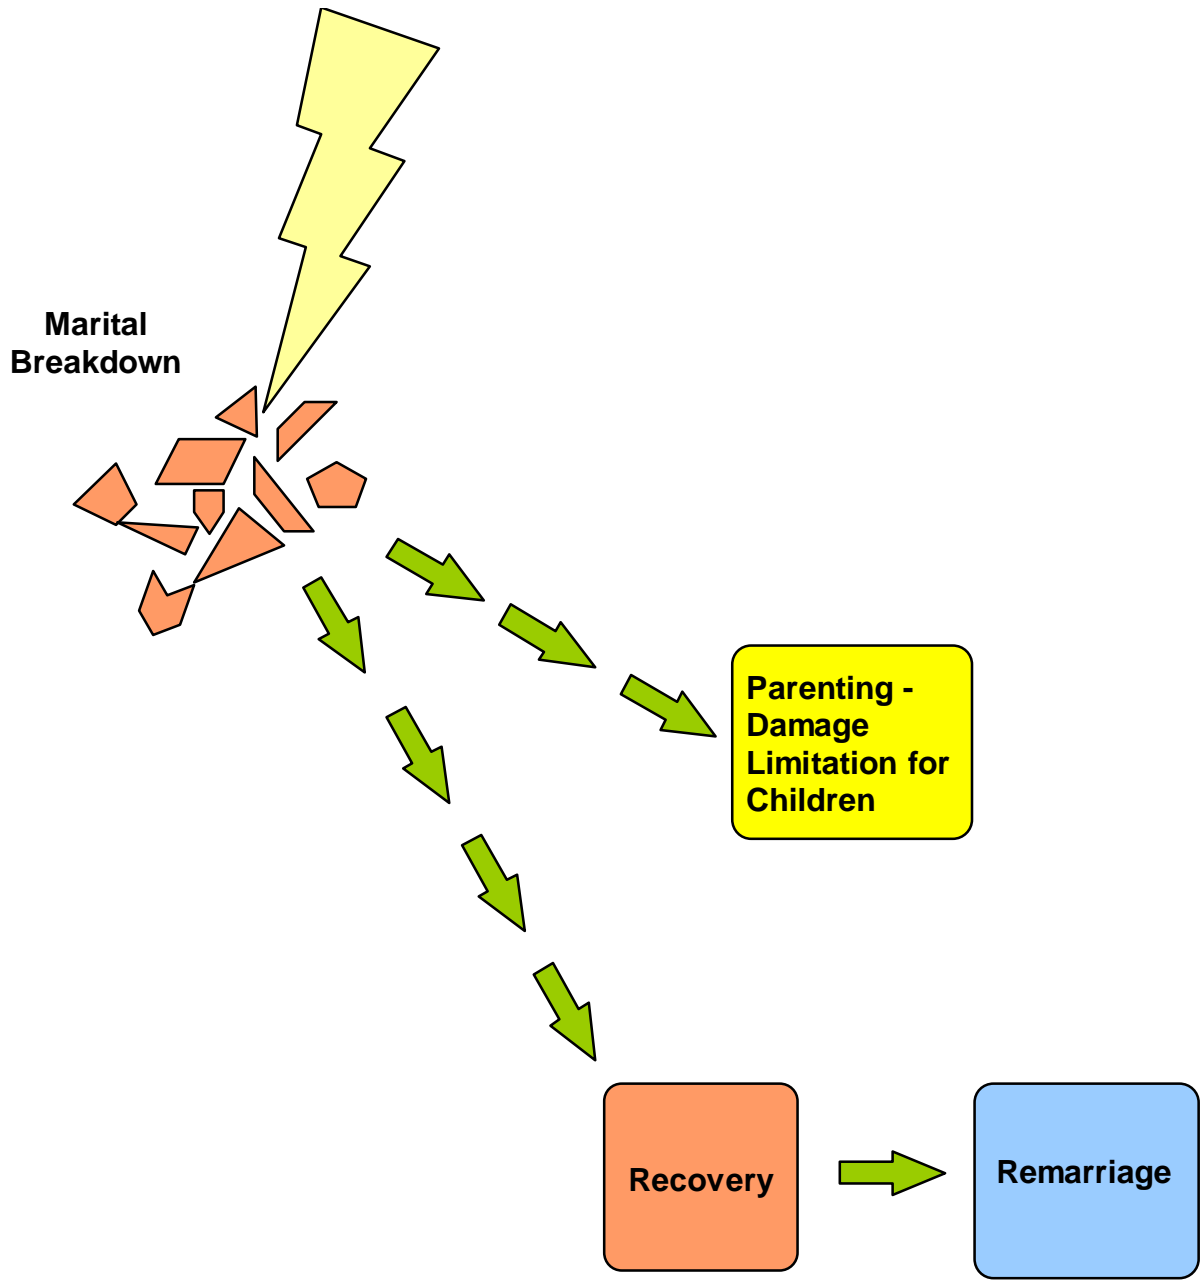 Marital
Breakdown
Parenting -
Damage
Limitation for
Children
Recovery
Remarriage